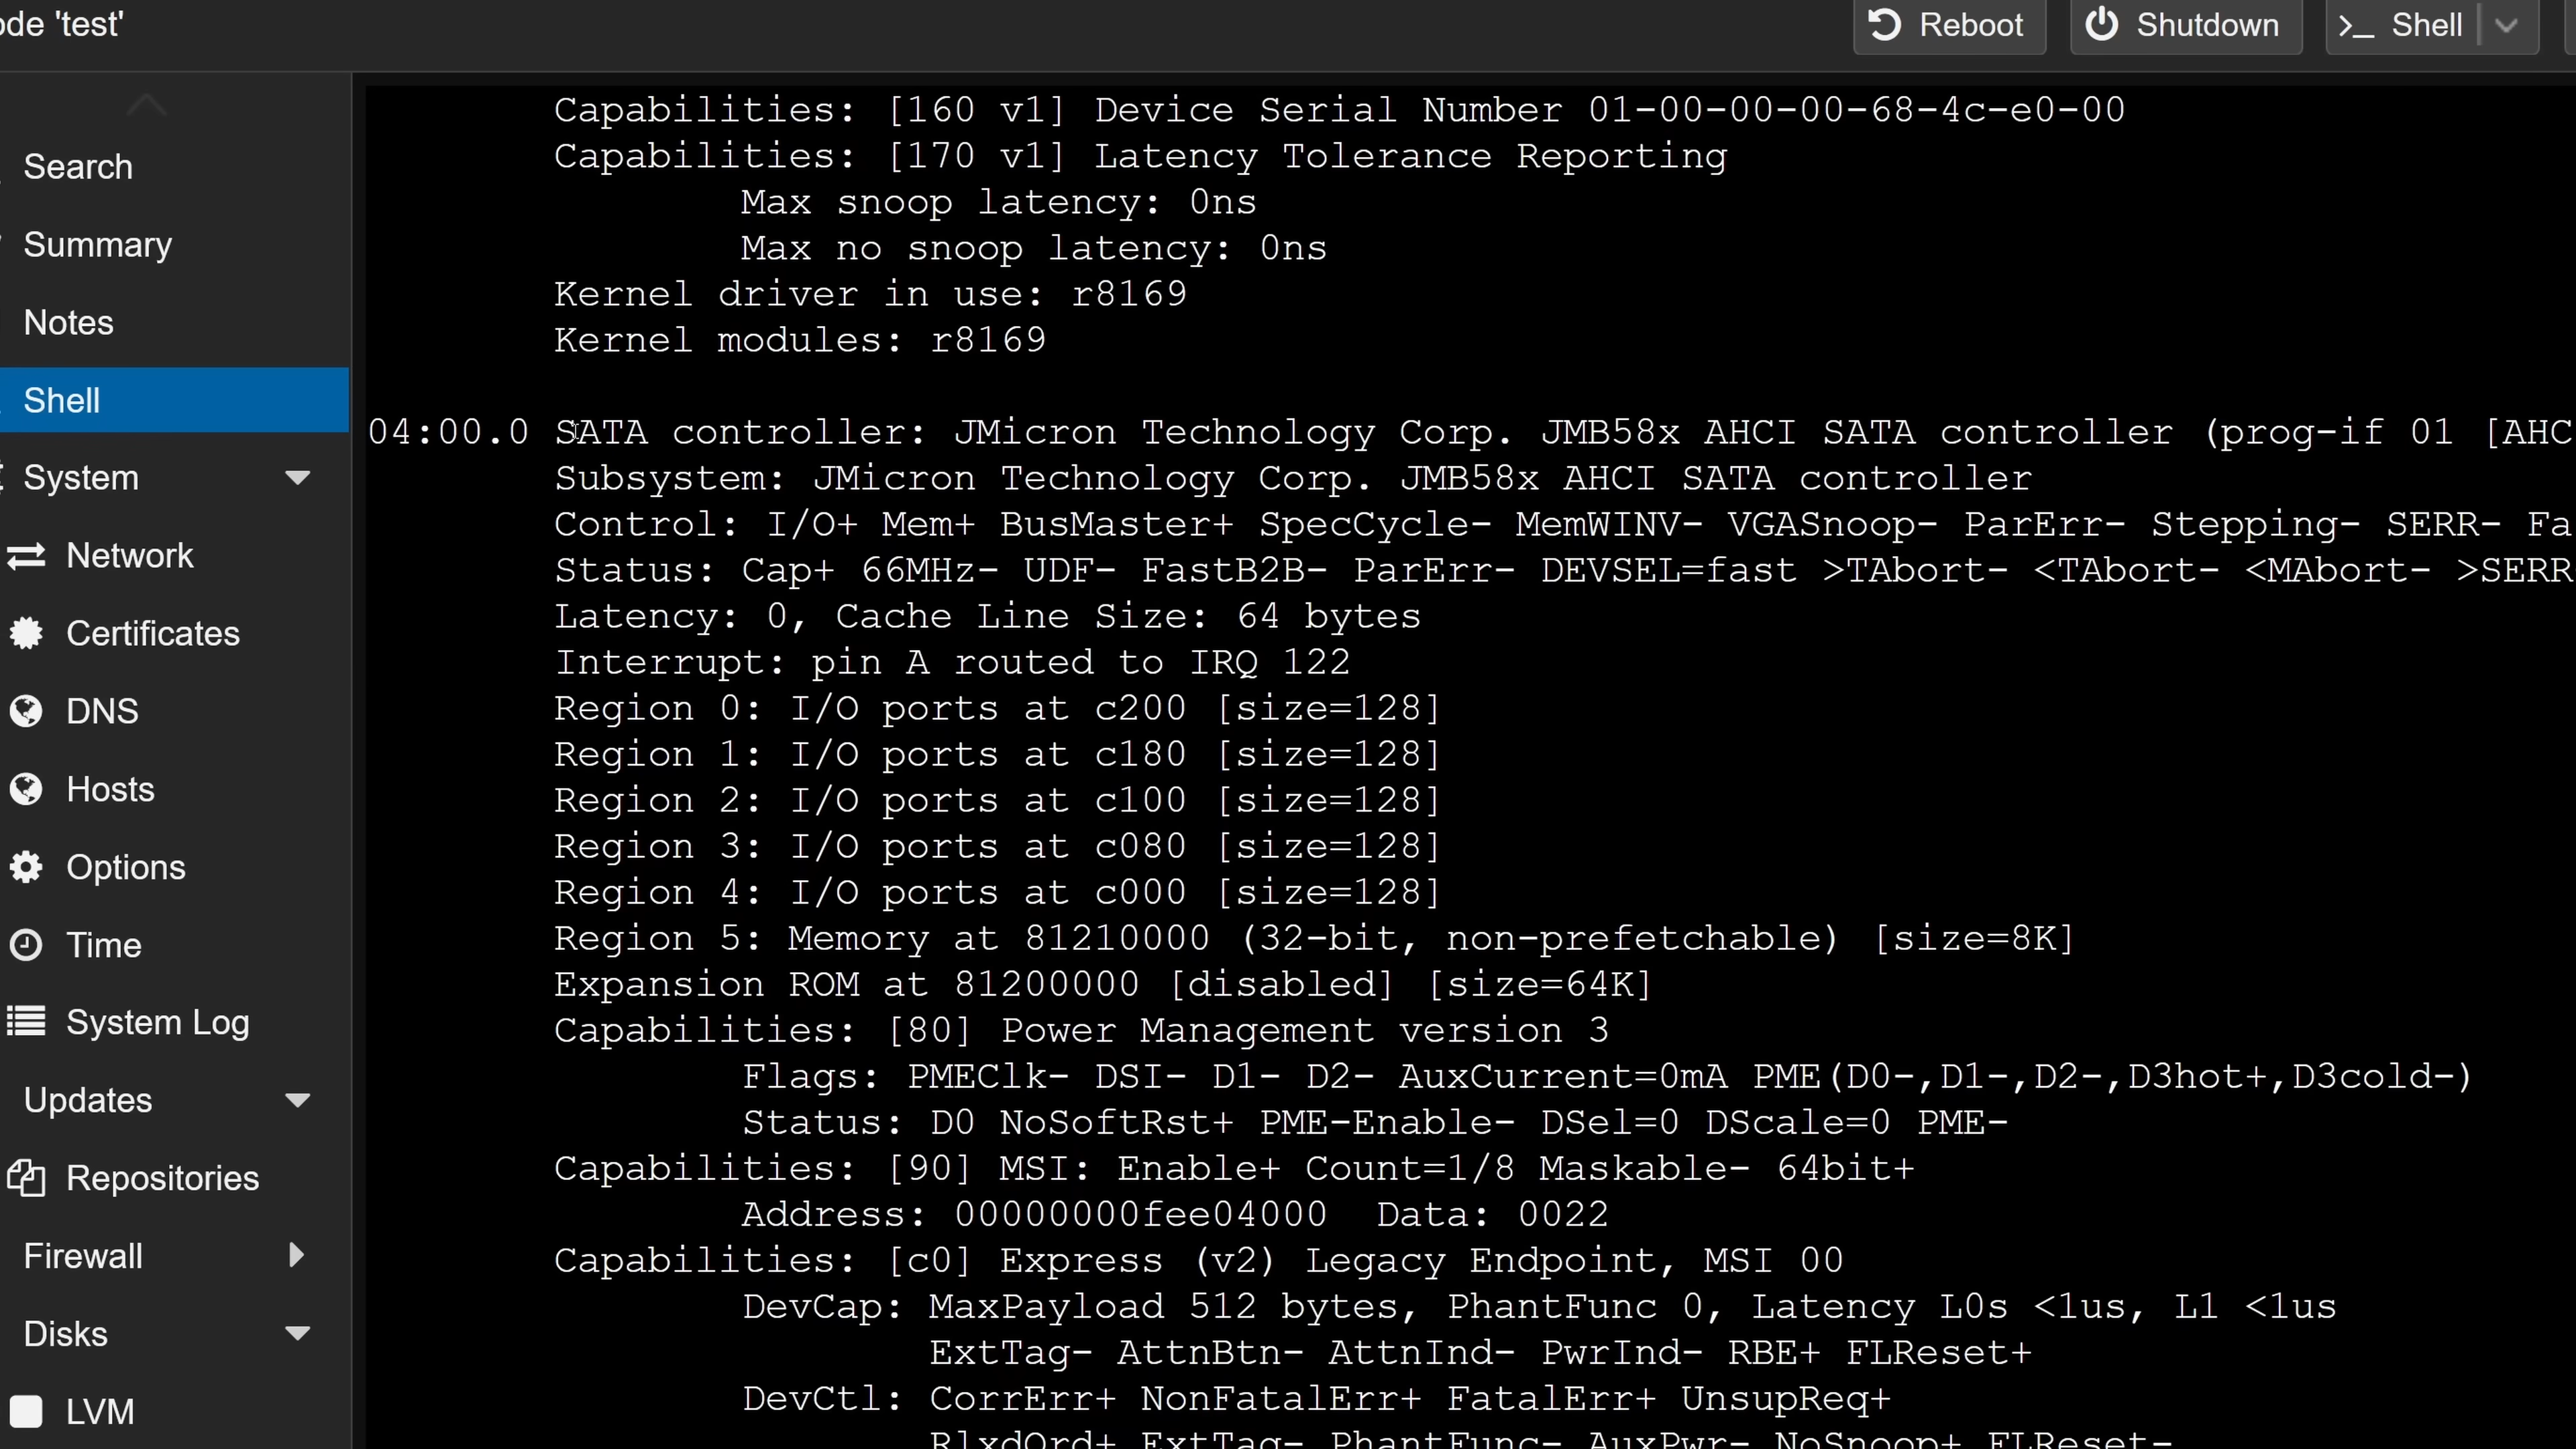 ode 'test'
Reboot
Shutdown
Shell
Search
Summary
Notes
Shell
System
Network
Certificates
DNS
Hosts
Options
Time
System Log
Updates
Repositories
Firewall
Disks
LVM
Capabilities: [160 v1] Device Serial Number 01-00-00-00-68-4c-e0-00
Capabilities: [170 v1] Latency Tolerance Reporting
Max snoop latency: 0ns
Max no snoop latency: 0ns
Kernel driver in use: r8169
Kernel modules: r8169
04:00.0 SATA controller: JMicron Technology Corp. JMB58x AHCI SATA controller (prog-if 01 [AHC
Subsystem: JMicron Technology Corp. JMB58x AHCI SATA controller
Control: I/O+ Mem+ BusMaster+ SpecCycle- MemWINV- VGASnoop- ParErr- Stepping- SERR- Fa
Status: Cap+ 66MHz- UDF- FastB2B- ParErr- DEVSEL=fast >TAbort- <TAbort- <MAbort- >SERR
Latency: 0, Cache Line Size: 64 bytes
Interrupt: pin A routed to IRQ 122
Region 0: I/O ports at c200 [size=128]
Region 1: I/O ports at c180 [size=128]
Region 2: I/O ports at c100 [size=128]
Region 3: I/O ports at c080 [size=128]
Region 4: I/O ports at c000 [size=128]
Region 5: Memory at 81210000 (32-bit, non-prefetchable) [size=8K]
Expansion ROM at 81200000 [disabled] [size=64K]
Capabilities: [80] Power Management version 3
Flags: PMEClk- DSI- D1- D2- AuxCurrent=0mA PME(D0-,D1-,D2-,D3hot+,D3cold-)
Status: D0 NoSoftRst+ PME-Enable- DSel=0 DScale=0 PME-
Capabilities: [90] MSI: Enable+ Count=1/8 Maskable- 64bit+
Address: 00000000fee04000 Data: 0022
Capabilities: [c0] Express (v2) Legacy Endpoint, MSI 00
DevCap: MaxPayload 512 bytes, PhantFunc 0, Latency L0s <1us, L1 <1us
ExtTag- AttnBtn- AttnInd- PwrInd- RBE+ FLReset+
DevCtl: CorrErr+ NonFatalErr+ FatalErr+ UnsupReq+
RlxdOrd+ ExtTag- PhantFunc- AuxPwr- NoSnoop+ FLReset-